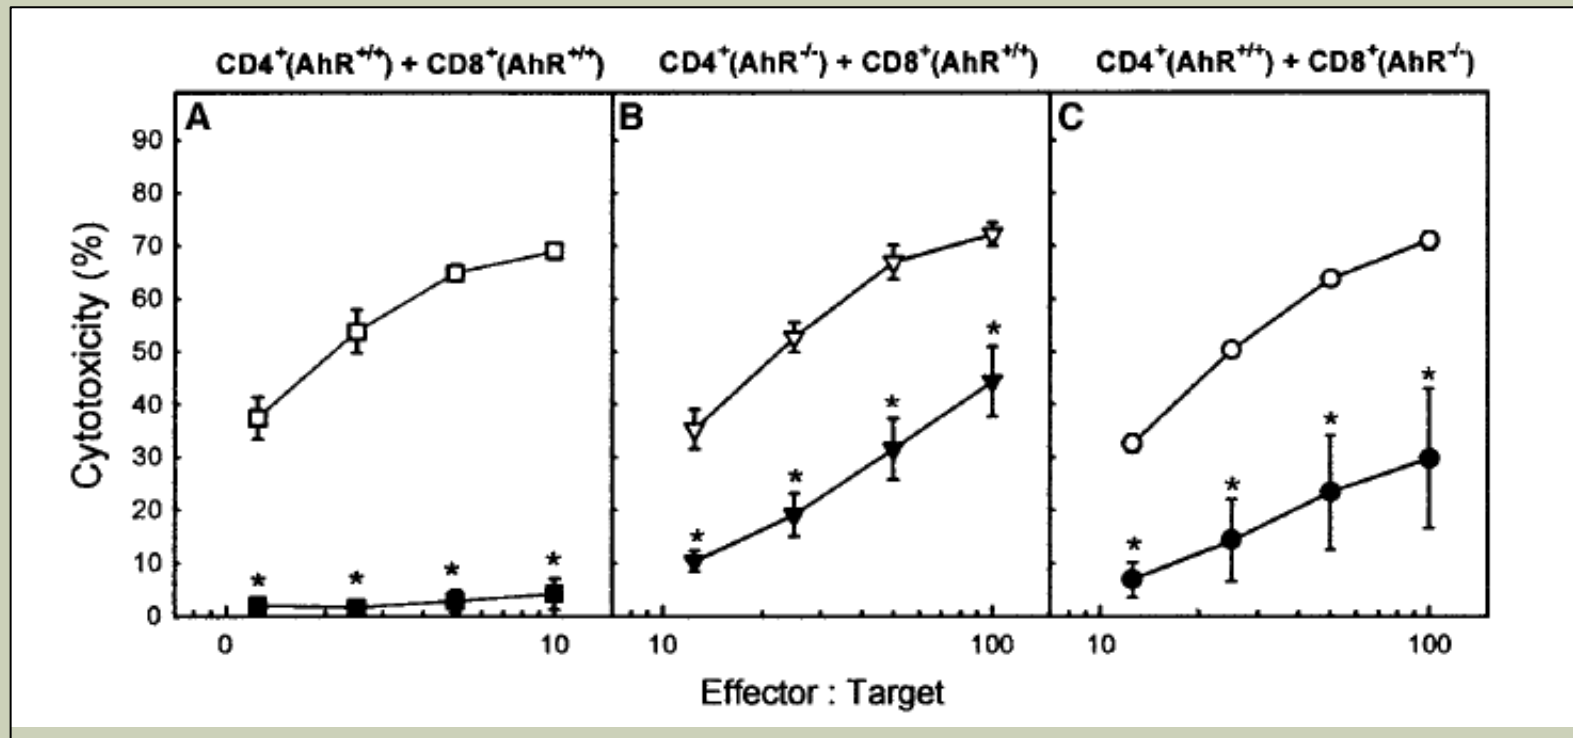 CD4⁺(AhR⁺/⁺) + CD8⁺(AhR⁺/⁺) CD4⁺(AhR⁻/⁻) + CD8⁺(AhR⁺/⁺) CD4⁺(AhR⁺/⁺) + CD8⁺(AhR⁻/⁻)
A B C
90
80
70
60
50
40
30
20
10
0
Cytotoxicity (%)
* * * *
* * * *
* * * *
0 10 10 100 10 100
Effector : Target